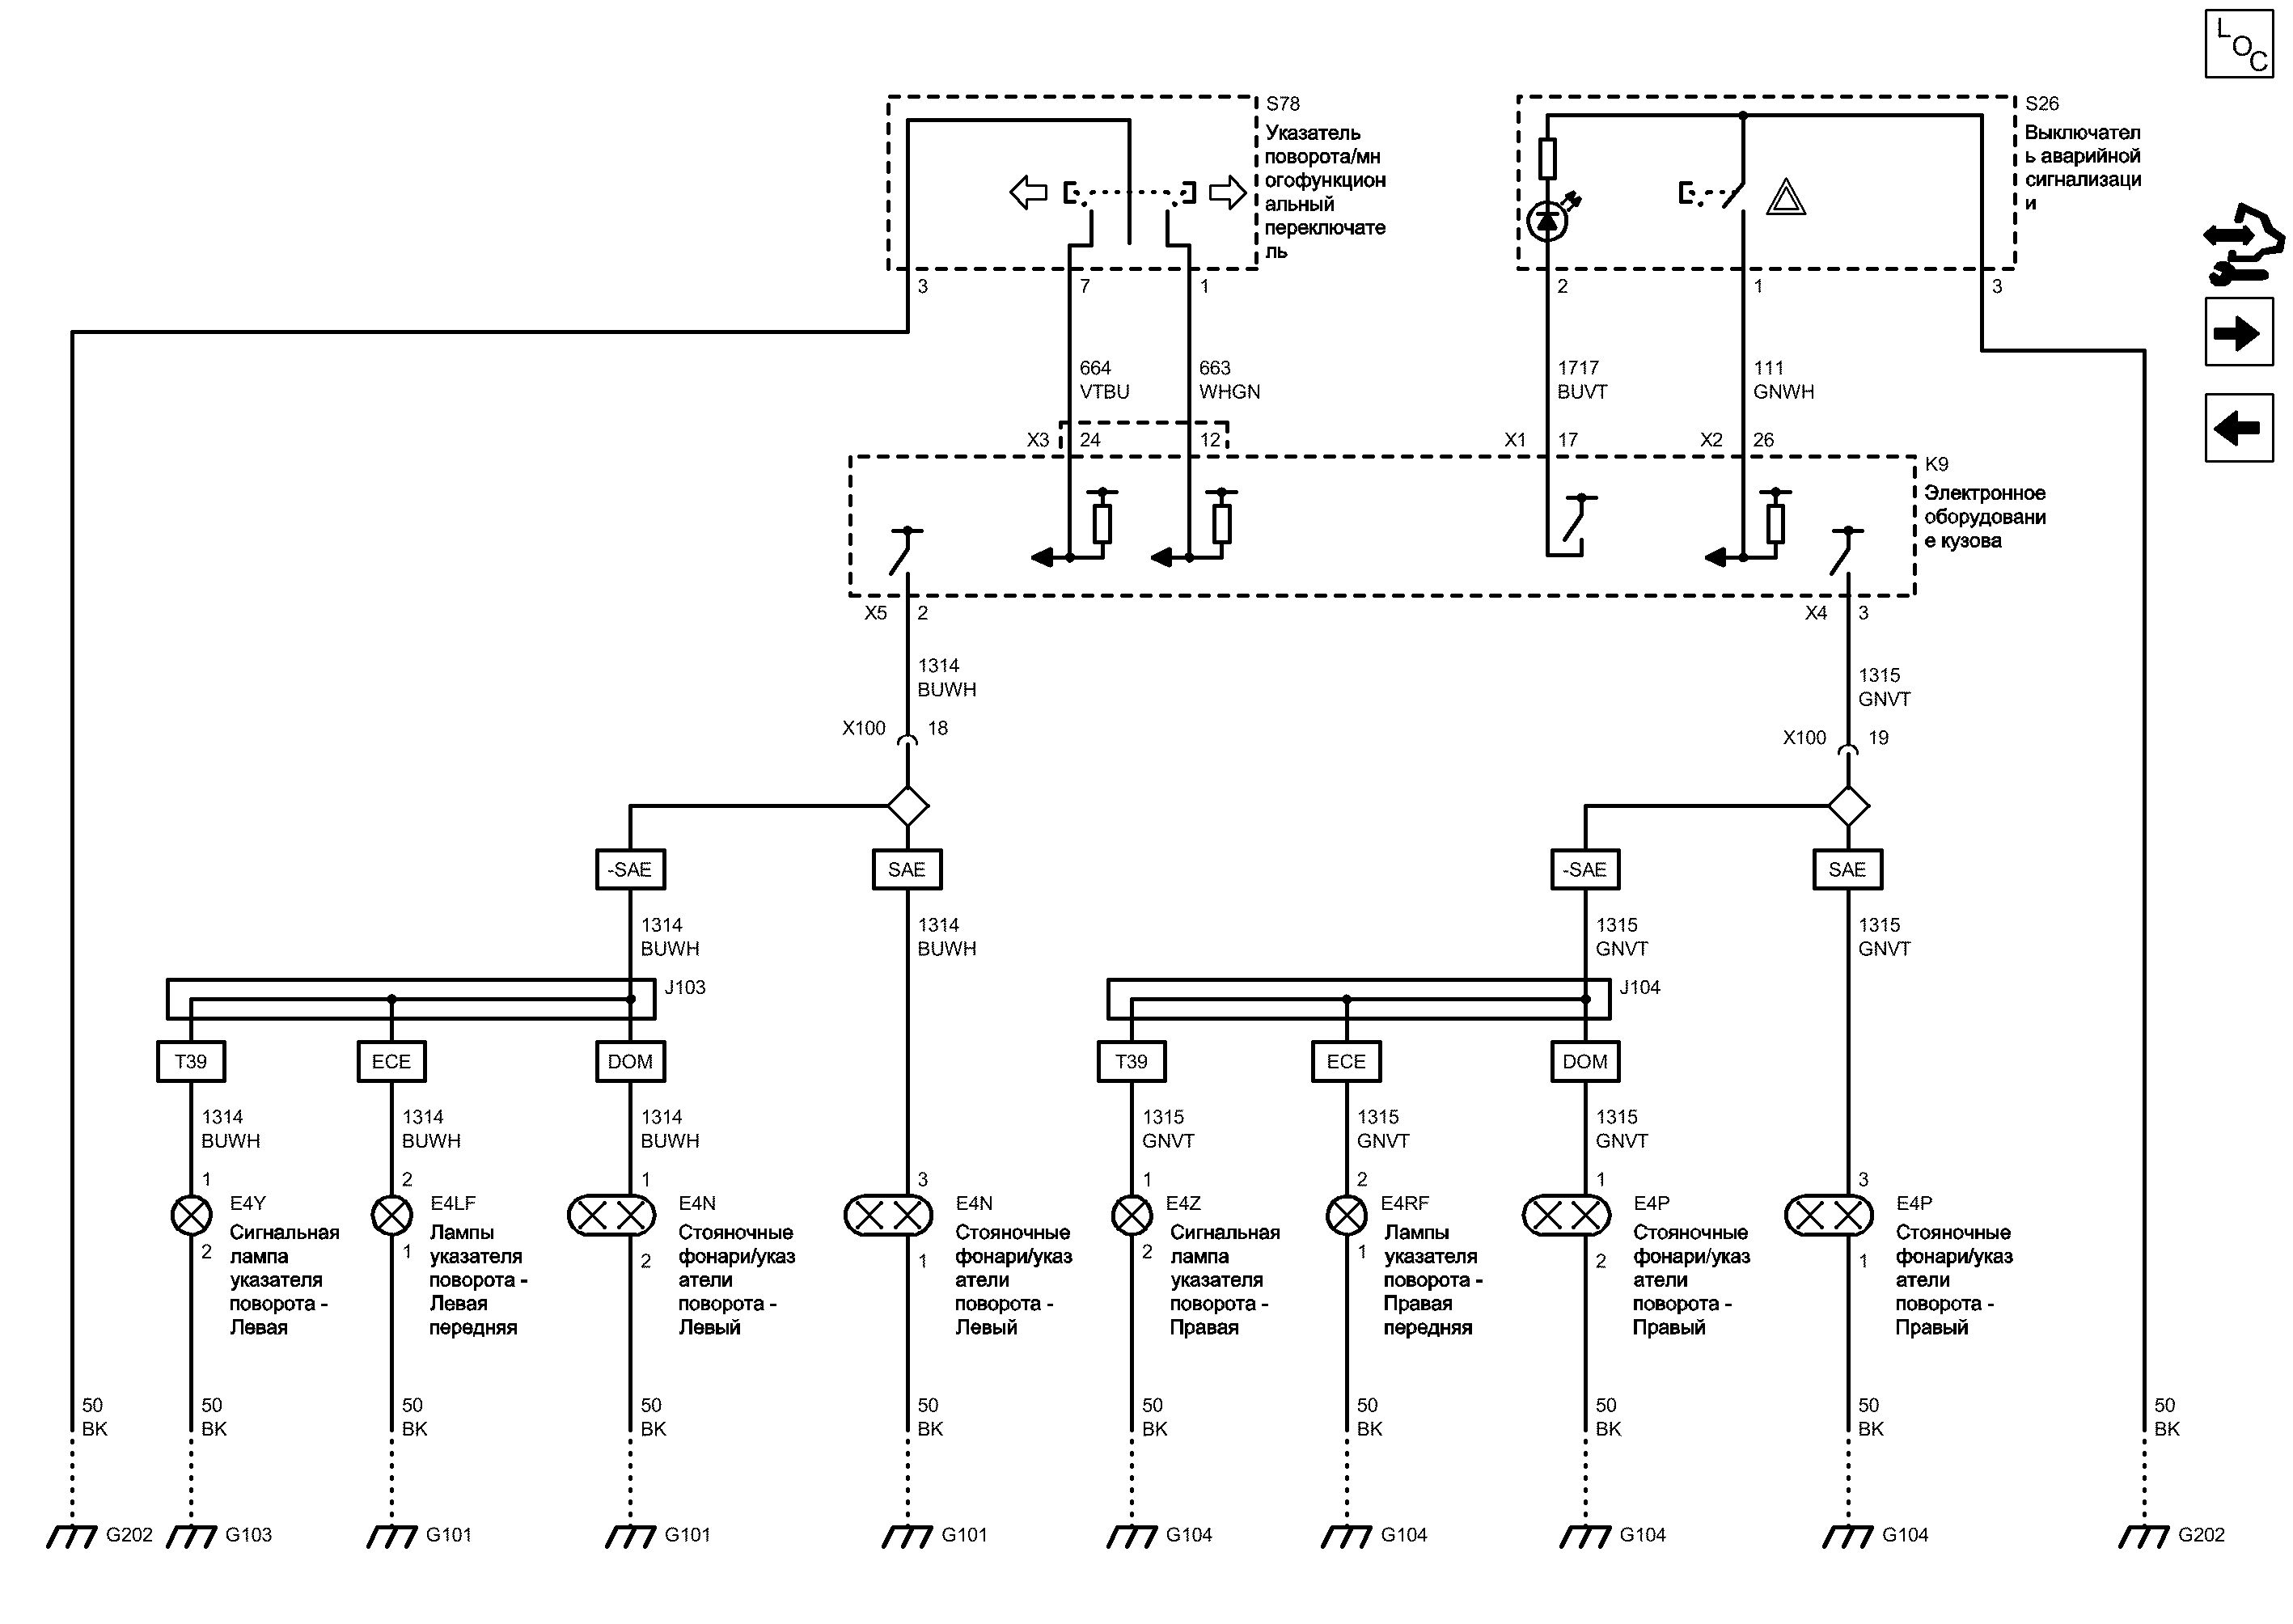 LOC
S78
Указатель
поворота/мн
огофункцион
альный
переключате
ль
S26
Выключател
ь аварийной
сигнализаци
и
3
7
1
2
1
3
664
VTBU
663
WHGN
1717
BUVT
111
GNWH
X3
24
12
X1
17
X2
26
K9
Электронное
оборудовани
е кузова
X5
2
X4
3
1314
BUWH
1315
GNVT
X100
18
X100
19
-SAE
SAE
-SAE
SAE
1314
BUWH
1314
BUWH
1315
GNVT
1315
GNVT
J103
J104
T39
ECE
DOM
T39
ECE
DOM
1314
BUWH
1314
BUWH
1314
BUWH
1315
GNVT
1315
GNVT
1315
GNVT
1
E4Y
Сигнальная
лампа
указателя
поворота -
Левая
2
2
E4LF
Лампы
указателя
поворота -
Левая
передняя
1
1
E4N
Стояночные
фонари/указ
атели
поворота -
Левый
2
3
E4N
Стояночные
фонари/указ
атели
поворота -
Левый
1
1
E4Z
Сигнальная
лампа
указателя
поворота -
Правая
2
2
E4RF
Лампы
указателя
поворота -
Правая
передняя
1
1
E4P
Стояночные
фонари/указ
атели
поворота -
Правый
2
3
E4P
Стояночные
фонари/указ
атели
поворота -
Правый
1
50
BK
50
BK
50
BK
50
BK
50
BK
50
BK
50
BK
50
BK
50
BK
50
BK
G202
G103
G101
G101
G101
G104
G104
G104
G104
G202